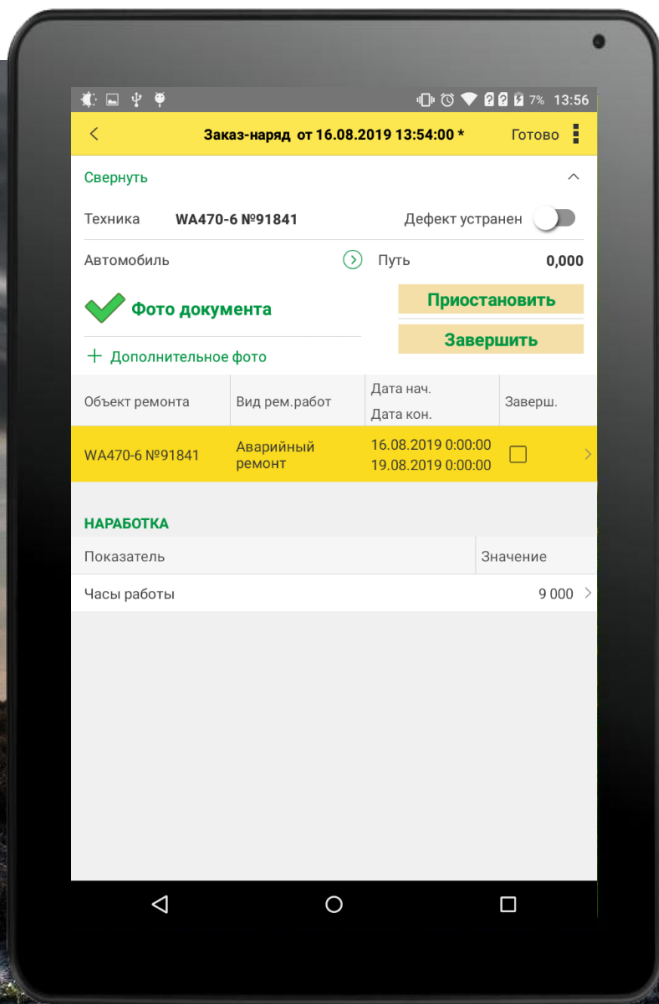 7% 13:56
Заказ-наряд от 16.08.2019 13:54:00 * Готово
Свернуть
Техника WA470-6 №91841 Дефект устранен
Автомобиль Путь 0,000
Фото документа
Приостановить
Завершить
+ Дополнительное фото
Объект ремонта Вид рем.работ Дата нач. Заверш.
Дата кон.
WA470-6 №91841 Аварийный 16.08.2019 0:00:00
ремонт 19.08.2019 0:00:00
НАРАБОТКА
Показатель Значение
Часы работы 9 000